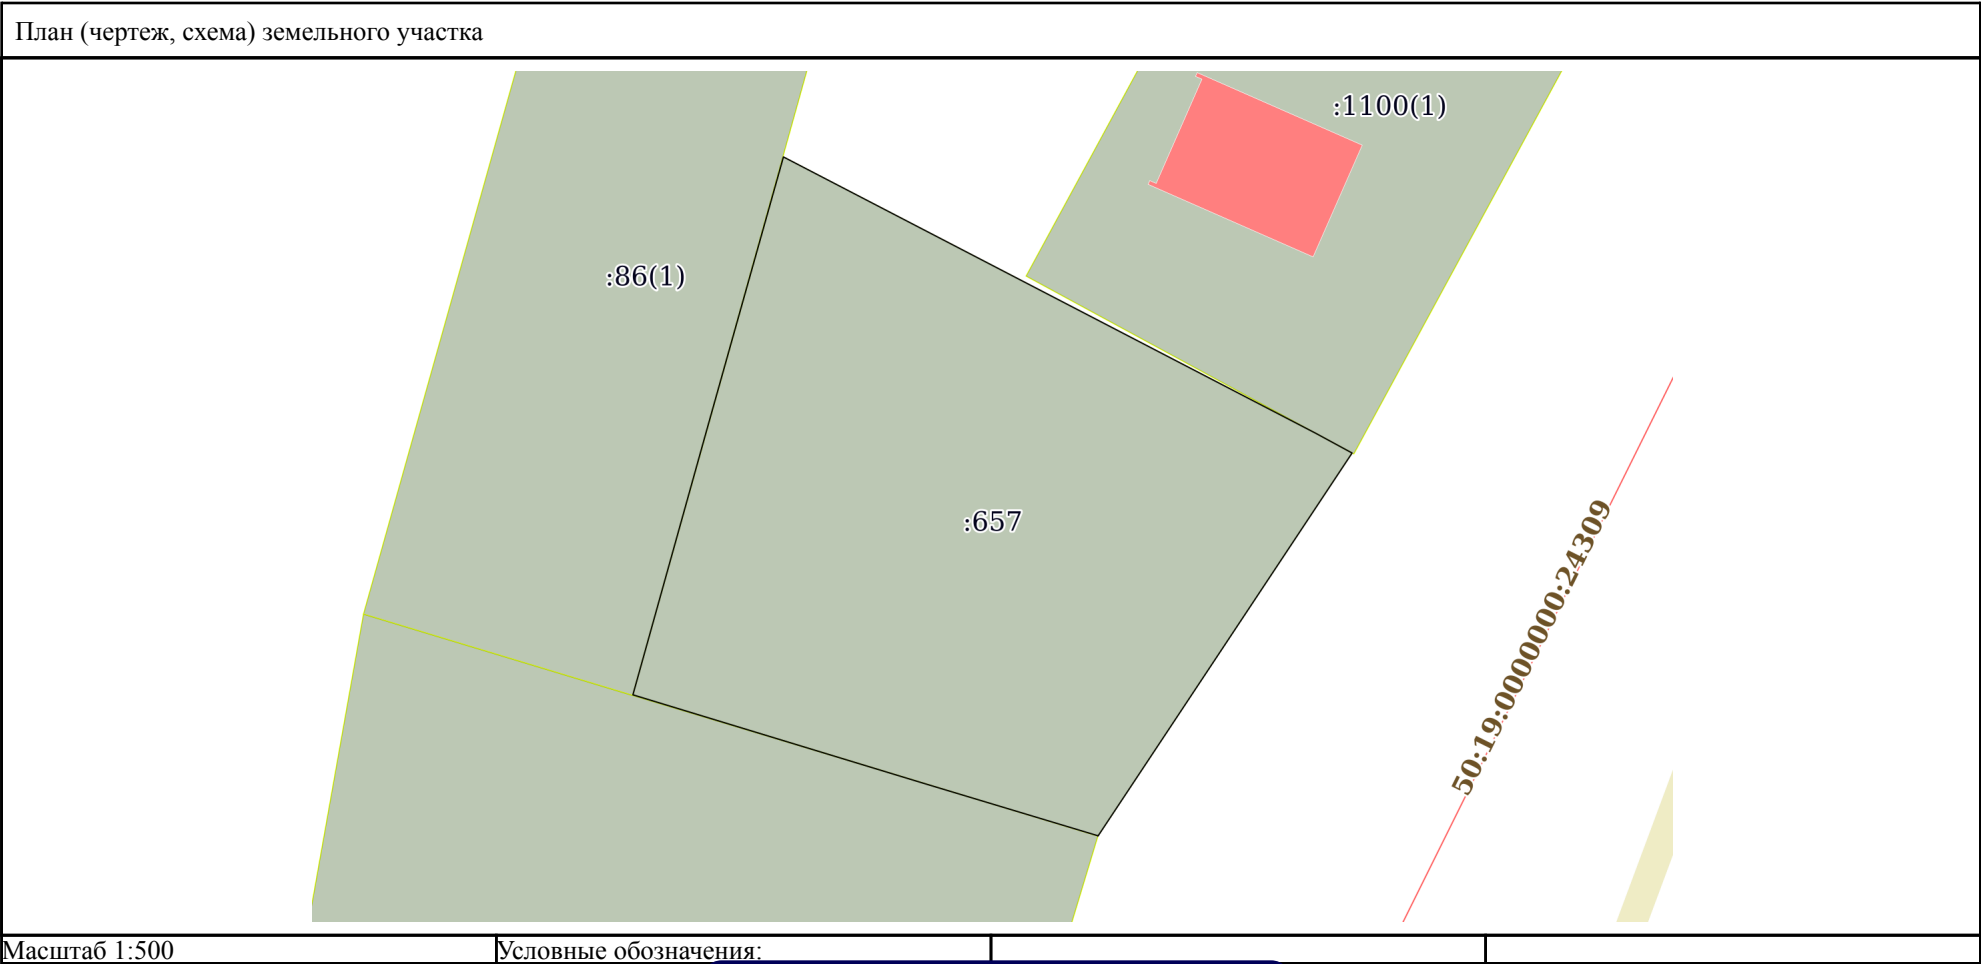 План (чертеж, схема) земельного участка
:1100(1)
:86(1)
:657
50:19:0000000:24309
Масштаб 1:500
Условные обозначения: